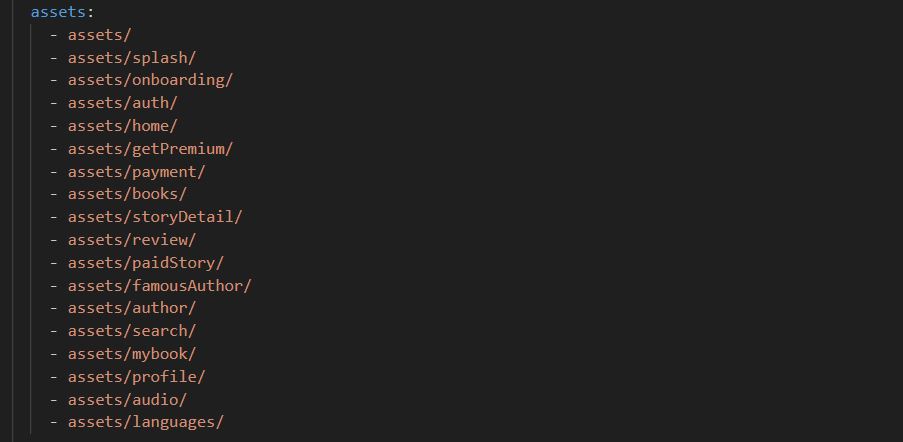 assets:
- assets/
- assets/splash/
- assets/onboarding/
- assets/auth/
- assets/home/
- assets/getPremium/
- assets/payment/
- assets/books/
- assets/storyDetail/
- assets/review/
- assets/paidStory/
- assets/famousAuthor/
- assets/author/
- assets/search/
- assets/mybook/
- assets/profile/
- assets/audio/
- assets/languages/